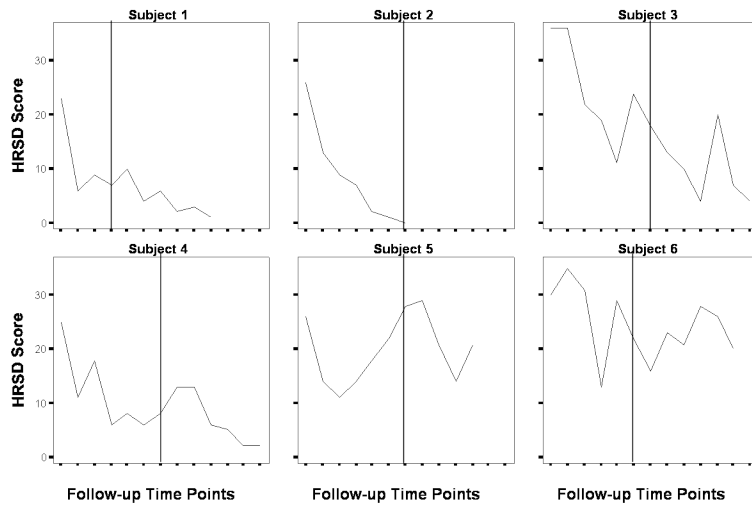 Subject 1
Subject 2
Subject 3
HRSD Score
30
20
10
0
Subject 4
Subject 5
Subject 6
HRSD Score
30
20
10
0
Follow-up Time Points
Follow-up Time Points
Follow-up Time Points